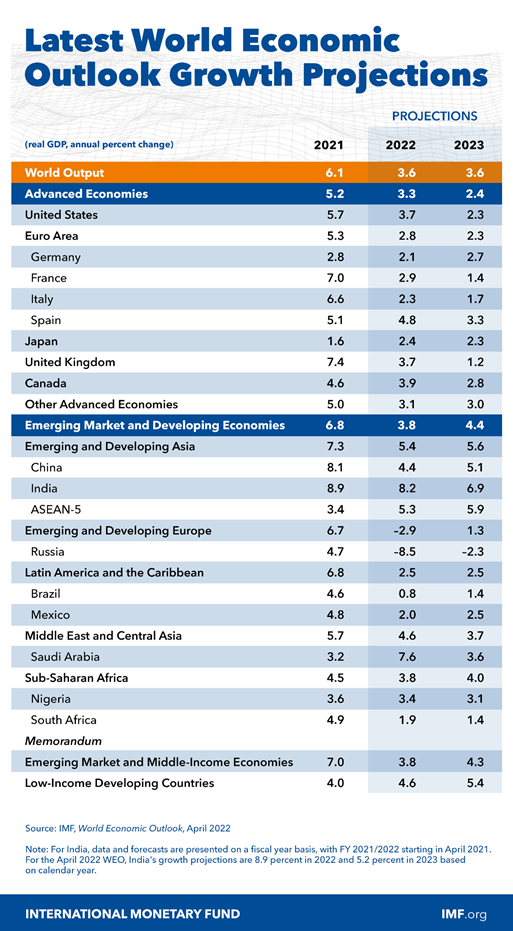 Latest World Economic
Outlook Growth Projections
PROJECTIONS
(real GDP, annual percent change) 2021 2022 2023
World Output 6.1 3.6 3.6
Advanced Economies 5.2 3.3 2.4
United States 5.7 3.7 2.3
Euro Area 5.3 2.8 2.3
Germany 2.8 2.1 2.7
France 7.0 2.9 1.4
Italy 6.6 2.3 1.7
Spain 5.1 4.8 3.3
Japan 1.6 2.4 2.3
United Kingdom 7.4 3.7 1.2
Canada 4.6 3.9 2.8
Other Advanced Economies 5.0 3.1 3.0
Emerging Market and Developing Economies 6.8 3.8 4.4
Emerging and Developing Asia 7.3 5.4 5.6
China 8.1 4.4 5.1
India 8.9 8.2 6.9
ASEAN-5 3.4 5.3 5.9
Emerging and Developing Europe 6.7 –2.9 1.3
Russia 4.7 –8.5 –2.3
Latin America and the Caribbean 6.8 2.5 2.5
Brazil 4.6 0.8 1.4
Mexico 4.8 2.0 2.5
Middle East and Central Asia 5.7 4.6 3.7
Saudi Arabia 3.2 7.6 3.6
Sub-Saharan Africa 4.5 3.8 4.0
Nigeria 3.6 3.4 3.1
South Africa 4.9 1.9 1.4
Memorandum
Emerging Market and Middle-Income Economies 7.0 3.8 4.3
Low-Income Developing Countries 4.0 4.6 5.4
Source: IMF, World Economic Outlook, April 2022
Note: For India, data and forecasts are presented on a fiscal year basis, with FY 2021/2022 starting in April 2021.
For the April 2022 WEO, India's growth projections are 8.9 percent in 2022 and 5.2 percent in 2023 based
on calendar year.
INTERNATIONAL MONETARY FUND IMF.org